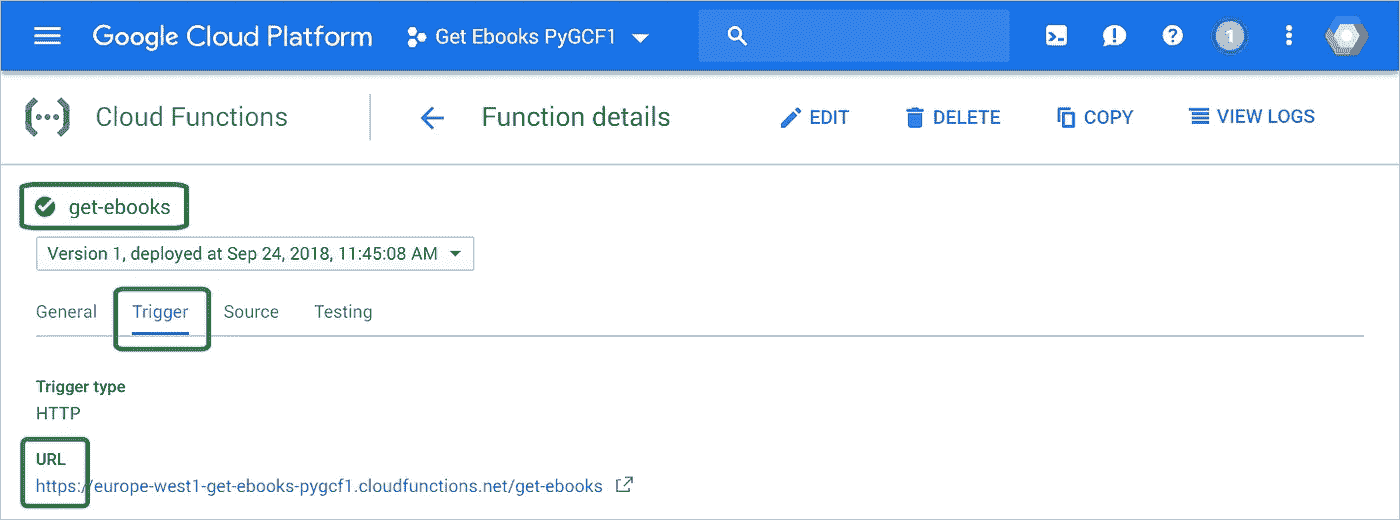 Google Cloud Platform Get Ebooks PyGCF1 1
Cloud Functions Function details EDIT DELETE COPY VIEW LOGS
get-ebooks
Version 1, deployed at Sep 24, 2018, 11:45:08 AM
General Trigger Source Testing
Trigger type
HTTP
URL
https://europe-west1-get-ebooks-pygcf1.cloudfunctions.net/get-ebooks